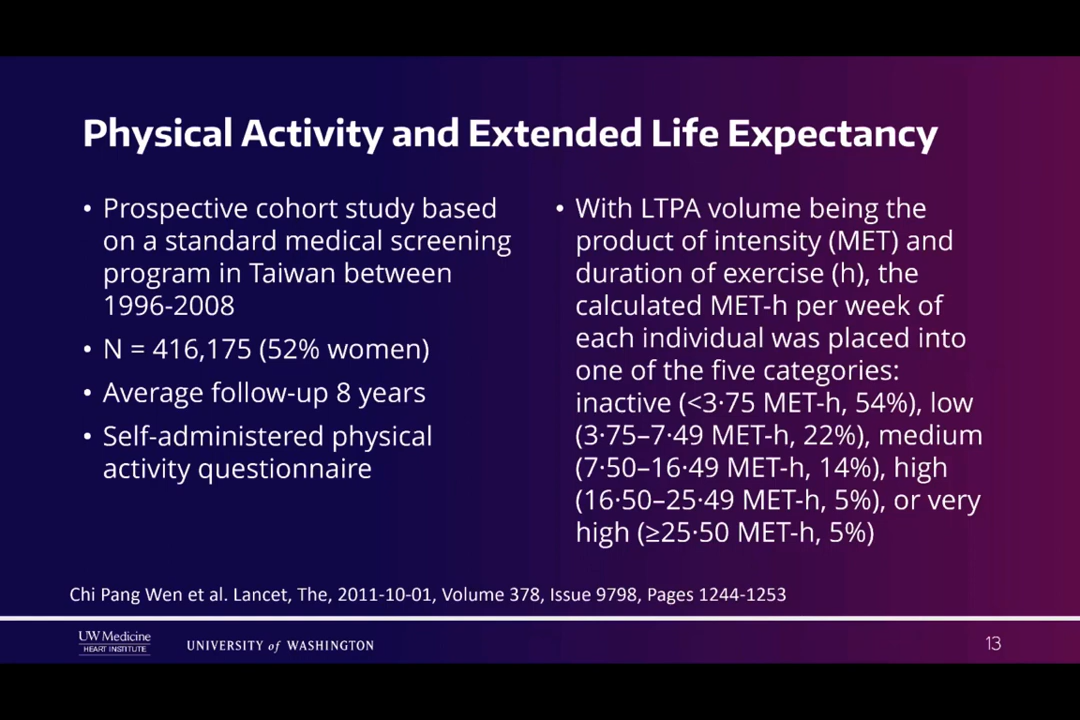 Physical Activity and Extended Life Expectancy
• Prospective cohort study based
on a standard medical screening
program in Taiwan between
1996-2008
• N = 416,175 (52% women)
• Average follow-up 8 years
• Self-administered physical
activity questionnaire
• With LTPA volume being the
product of intensity (MET) and
duration of exercise (h), the
calculated MET-h per week of
each individual was placed into
one of the five categories:
inactive (<3·75 MET-h, 54%), low
(3·75–7·49 MET-h, 22%), medium
(7·50–16·49 MET-h, 14%), high
(16·50–25·49 MET-h, 5%), or very
high (≥25·50 MET-h, 5%)
Chi Pang Wen et al. Lancet, The, 2011-10-01, Volume 378, Issue 9798, Pages 1244-1253
UW Medicine
HEART INSTITUTE
UNIVERSITY of WASHINGTON
13